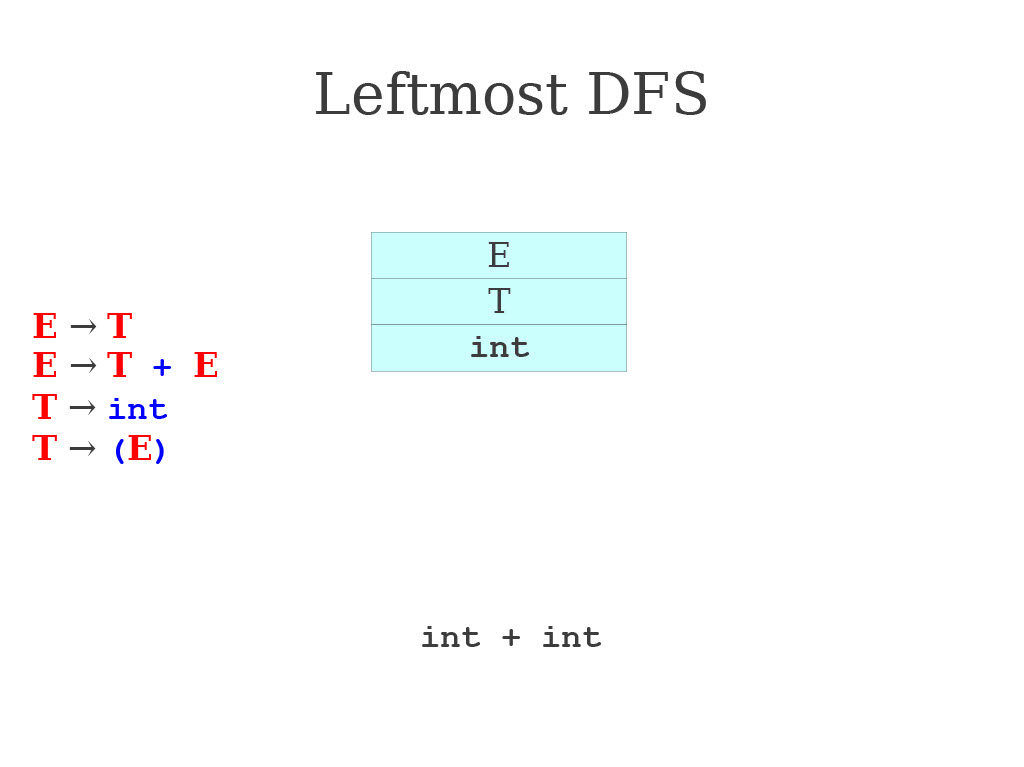 Leftmost DFS
E
T
int
E → T
E → T + E
T → int
T → (E)
int + int